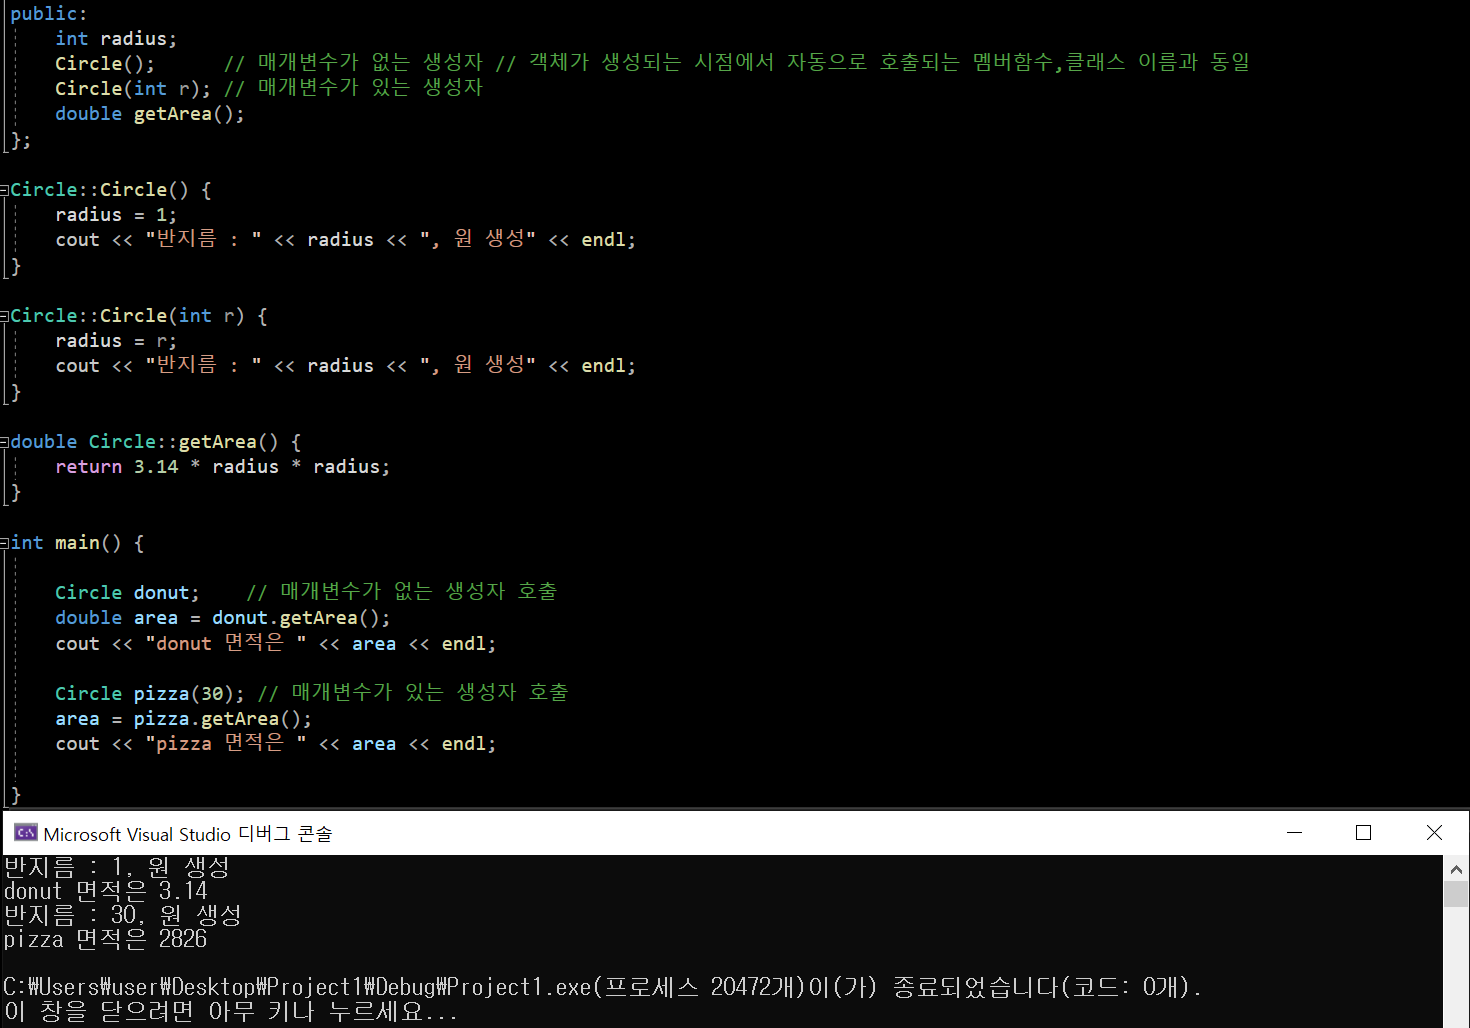 public:
    int radius;
    Circle();      // 매개변수가 없는 생성자 // 객체가 생성되는 시점에서 자동으로 호출되는 멤버함수,클래스 이름과 동일
    Circle(int r); // 매개변수가 있는 생성자
    double getArea();
};
Circle::Circle() {
    radius = 1;
    cout << "반지름 : " << radius << ", 원 생성" << endl;
}
Circle::Circle(int r) {
    radius = r;
    cout << "반지름 : " << radius << ", 원 생성" << endl;
}
double Circle::getArea() {
    return 3.14 * radius * radius;
}
int main() {
    Circle donut;    // 매개변수가 없는 생성자 호출
    double area = donut.getArea();
    cout << "donut 면적은 " << area << endl;
    Circle pizza(30); // 매개변수가 있는 생성자 호출
    area = pizza.getArea();
    cout << "pizza 면적은 " << area << endl;
}
C:\ Microsoft Visual Studio 디버그 콘솔
반지름 : 1, 원 생성
donut 면적은 3.14
반지름 : 30, 원 생성
pizza 면적은 2826
C:₩Users₩user₩Desktop₩Project1₩Debug₩Project1.exe(프로세스 20472개)이(가) 종료되었습니다(코드: 0개).
이 창을 닫으려면 아무 키나 누르세요...